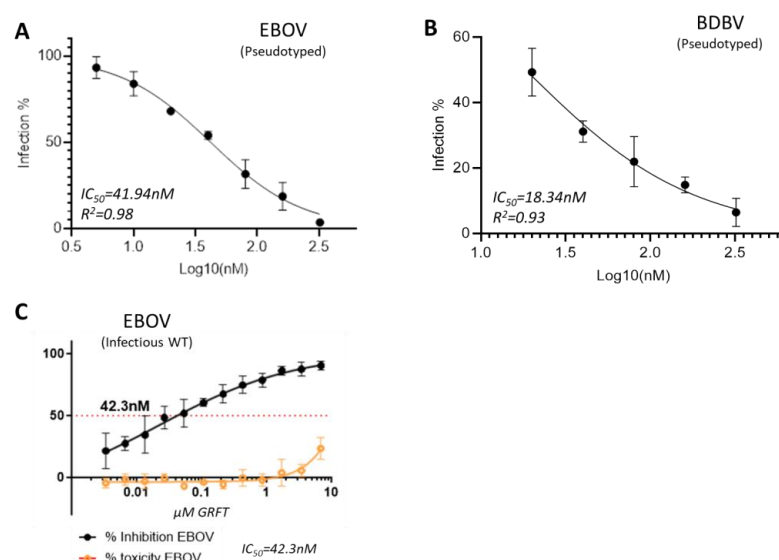 A
EBOV
(Pseudotyped)
Infection %
100
50
0
IC50=41.94nM
R2=0.98
0.5 1.0 1.5 2.0 2.5
Log10(nM)
B
BDBV
(Pseudotyped)
Infection %
60
40
20
0
IC50=18.34nM
R2=0.93
1.0 1.5 2.0 2.5
Log10(nM)
C
EBOV
(Infectious WT)
100
50
0
42.3nM
0.01 0.1 1 10
μM GRFT
% Inhibition EBOV
% toxicity EBOV
IC50=42.3nM